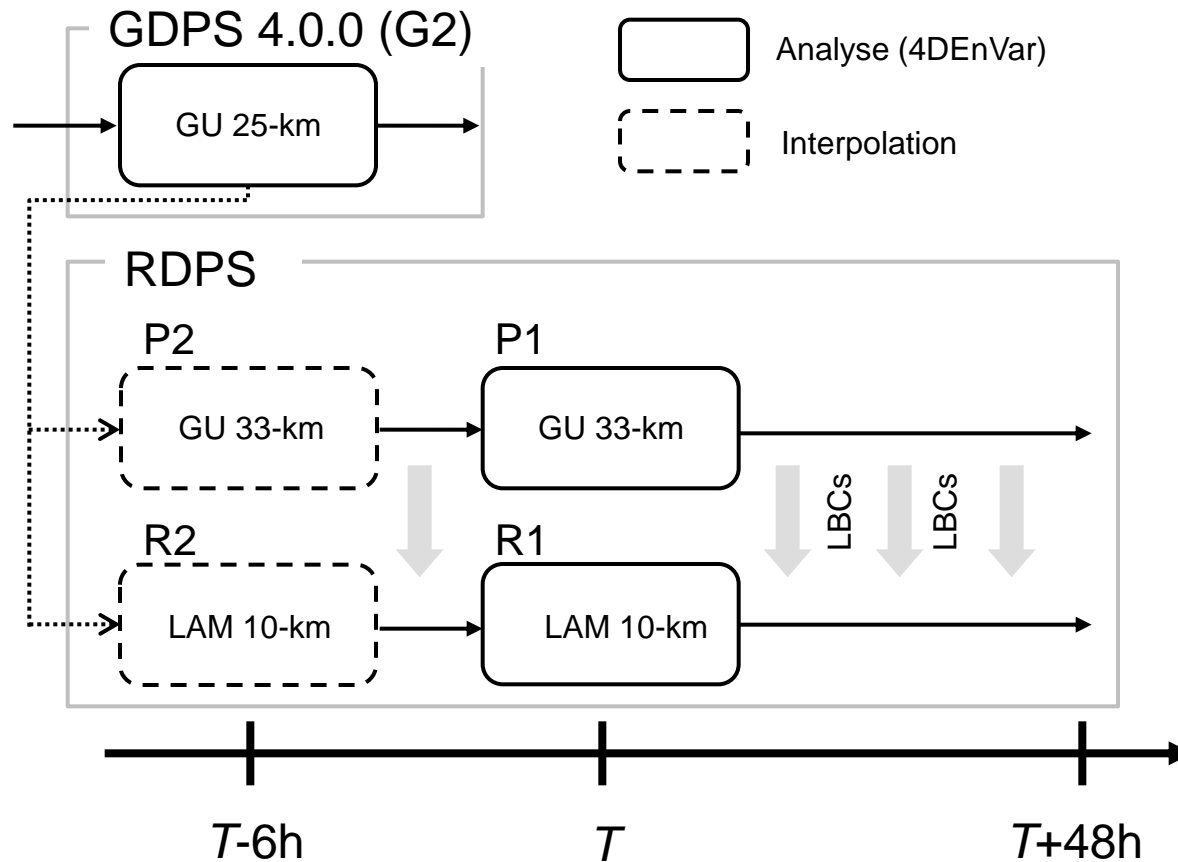 GDPS 4.0.0 (G2)
GU 25-km
Analyse (4DEnVar)
Interpolation
RDPS
P2
P1
GU 33-km
GU 33-km
LBCs
LBCs
R2
R1
LAM 10-km
LAM 10-km
T-6h
T
T+48h